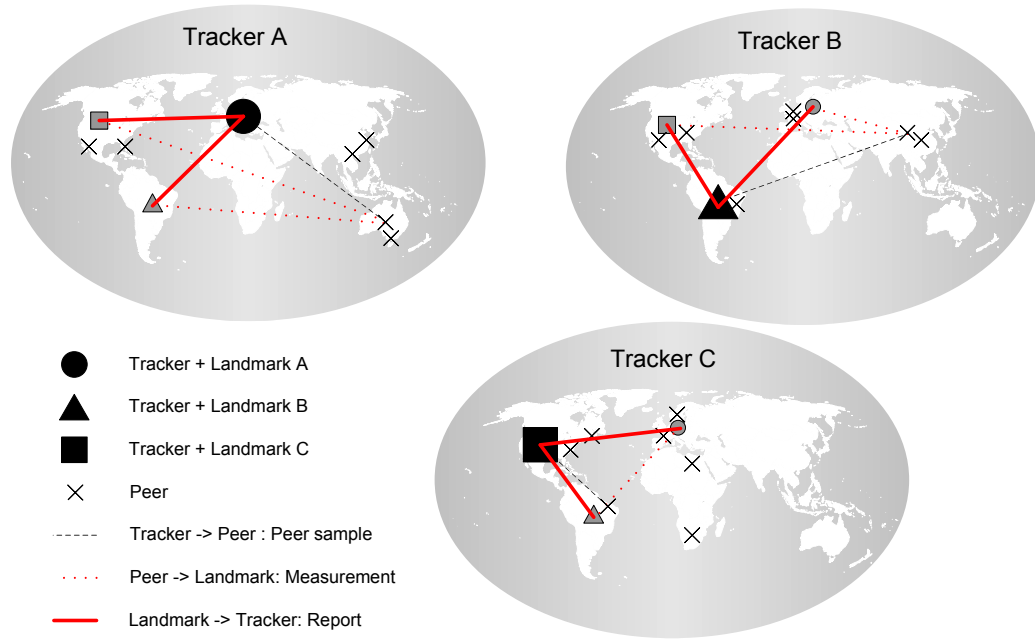 Tracker A
Tracker B
Tracker C
Tracker + Landmark A
Tracker + Landmark B
Tracker + Landmark C
Peer
Tracker -> Peer : Peer sample
Peer -> Landmark: Measurement
Landmark -> Tracker: Report